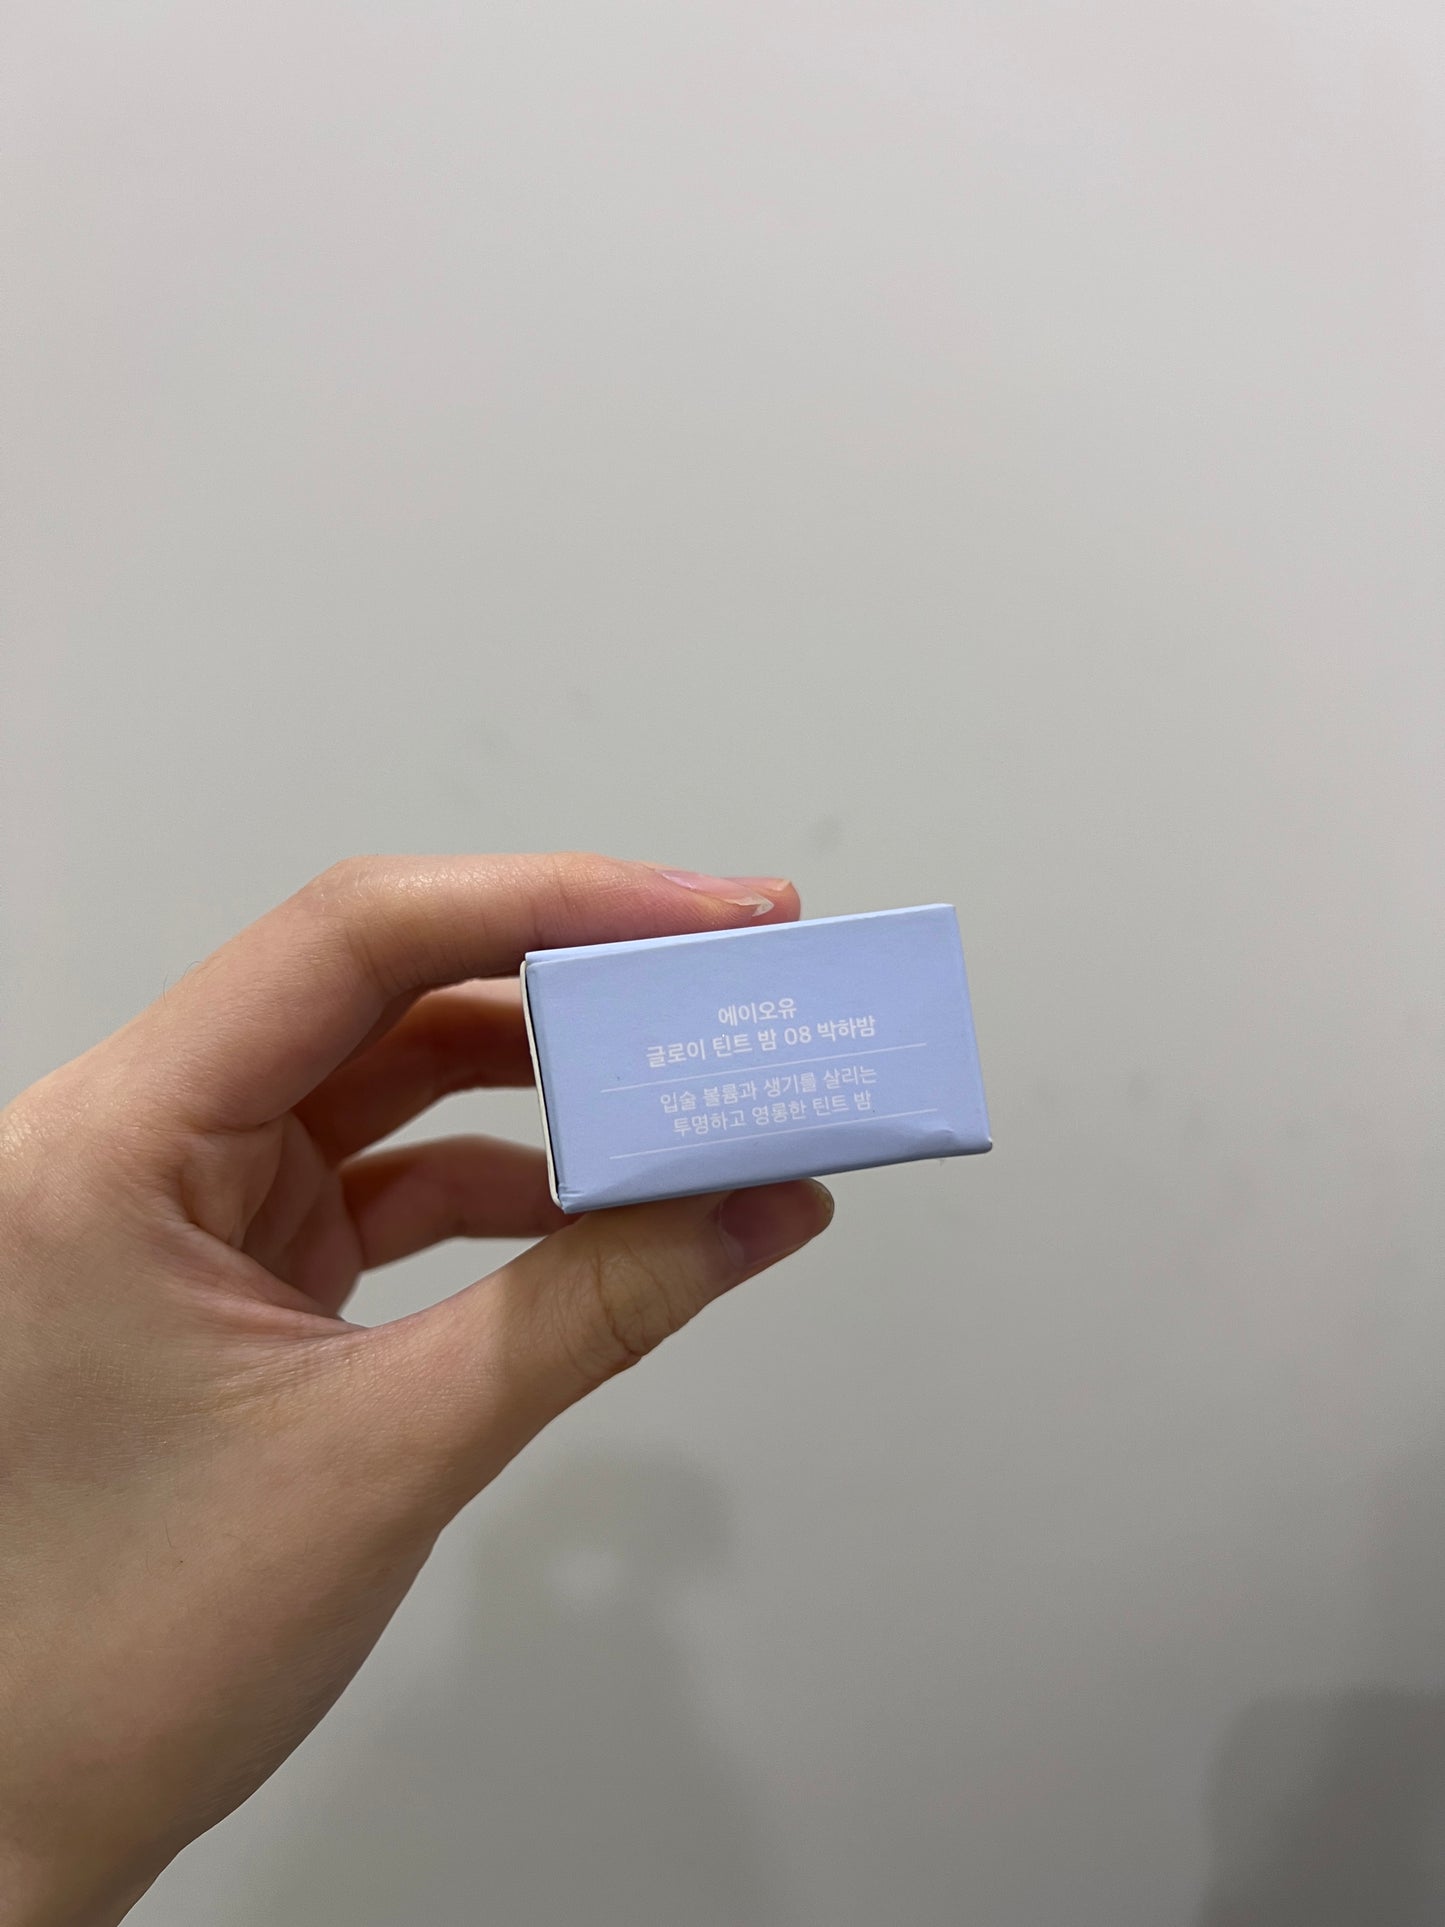 에이오유
글로이 틴트 밤 08 박하밤
입술 볼륨과 생기를 살리는
투명하고 영롱한 틴트 밤